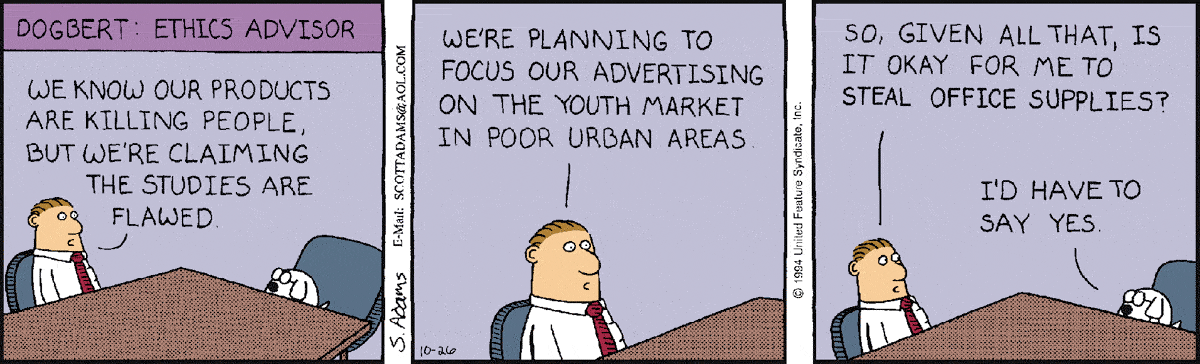 DOGBERT: ETHICS ADVISOR
WE KNOW OUR PRODUCTS
ARE KILLING PEOPLE,
BUT WE'RE CLAIMING
THE STUDIES ARE
FLAWED.
S. Adams E-Mail: SCOTTADAMS@AOL.COM
WE'RE PLANNING TO
FOCUS OUR ADVERTISING
ON THE YOUTH MARKET
IN POOR URBAN AREAS.
10-26
© 1994 United Feature Syndicate, Inc.
SO, GIVEN ALL THAT, IS
IT OKAY FOR ME TO
STEAL OFFICE SUPPLIES?
I'D HAVE TO
SAY YES.